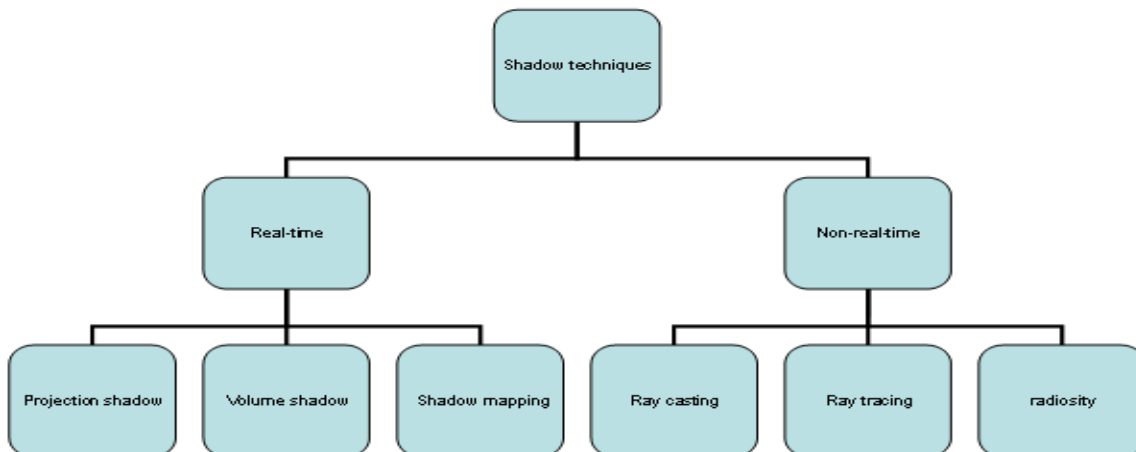 Shadow techniques
Real-time
Non-real-time
Projection shadow
Volume shadow
Shadow mapping
Ray casting
Ray tracing
radiosity